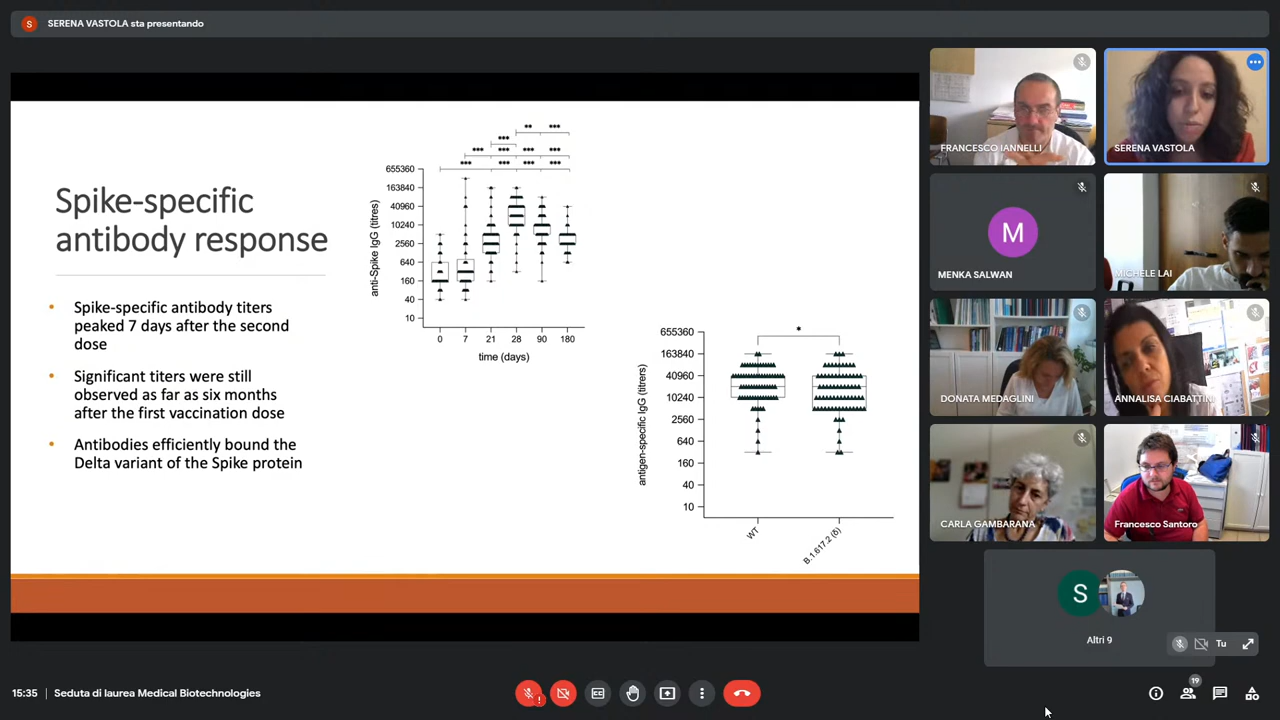 S
SERENA VASTOLA sta presentando
Spike-specific
antibody response
• Spike-specific antibody titers
peaked 7 days after the second
dose
• Significant titers were still
observed as far as six months
after the first vaccination dose
• Antibodies efficiently bound the
Delta variant of the Spike protein
** ***
***
*** *** *** ***
*** *** *** ***
anti-Spike IgG (titres)
655360
163840
40960
10240
2560
640
160
40
10
0 7 21 28 90 180
time (days)
*
antigen-specific IgG (titrers)
655360
163840
40960
10240
2560
640
160
40
10
WT
B.1.617.2 (δ)
FRANCESCO IANNELLI
SERENA VASTOLA
M
MENKA SALWAN
MICHELE LAI
DONATA MEDAGLINI
ANNALISA CIABATTINI
CARLA GAMBARANA
Francesco Santoro
S
Altri 9
Tu
15:35 | Seduta di laurea Medical Biotechnologies
19